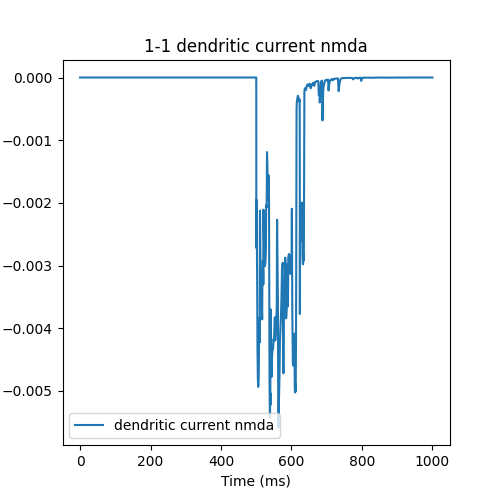 1-1 dendritic current nmda
0.000
−0.001
−0.002
−0.003
−0.004
−0.005
dendritic current nmda
0 200 400 600 800 1000
Time (ms)